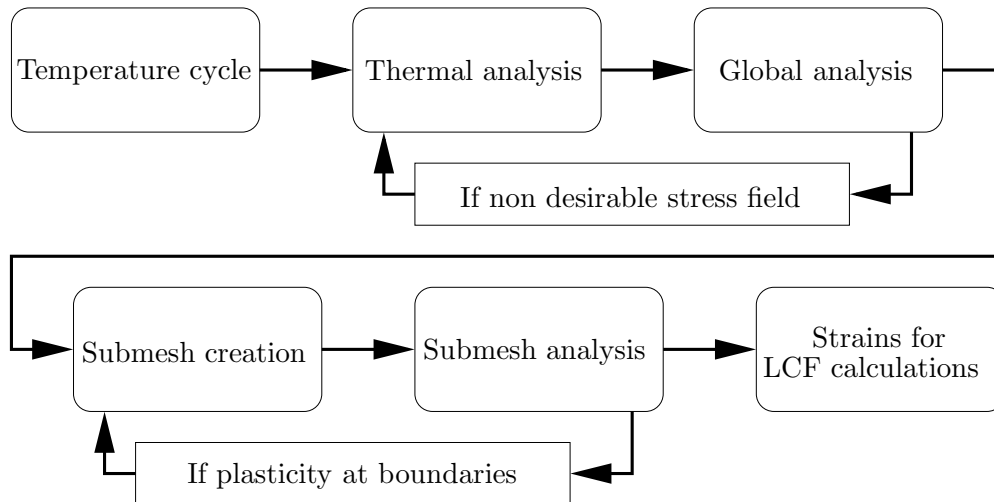 Temperature cycle
Thermal analysis
Global analysis
If non desirable stress field
Submesh creation
Submesh analysis
Strains for
LCF calculations
If plasticity at boundaries